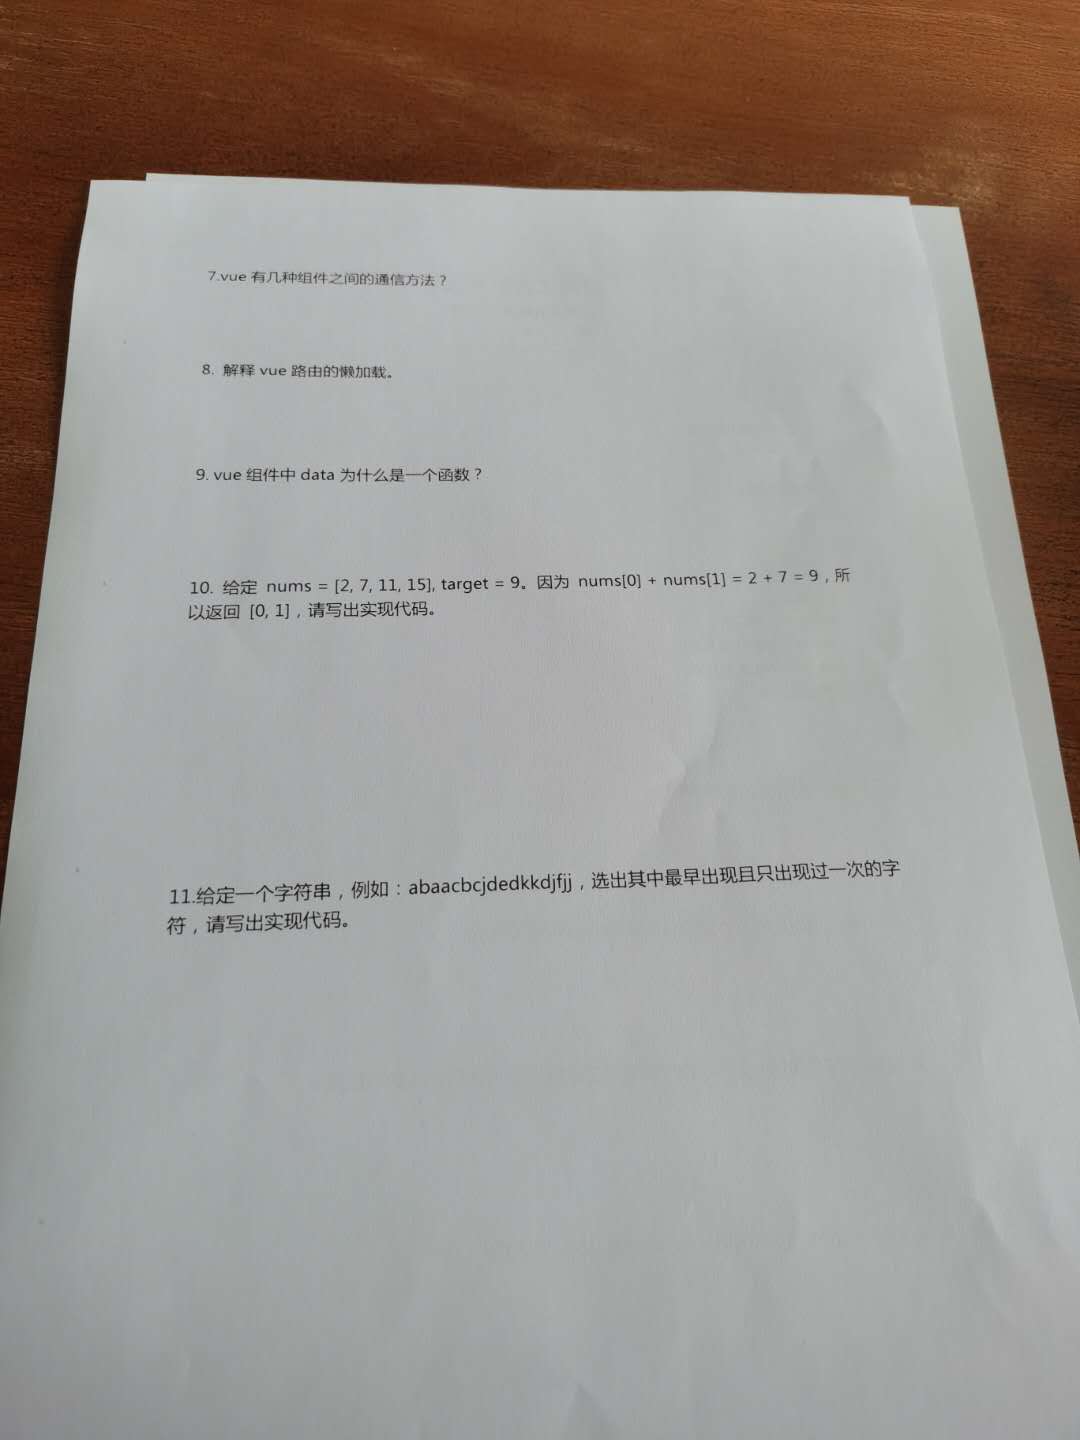 7.vue 有几种组件之间的通信方法？
8. 解释 vue 路由的懒加载。
9. vue 组件中 data 为什么是一个函数？
10. 给定 nums = [2, 7, 11, 15], target = 9。因为 nums[0] + nums[1] = 2 + 7 = 9，所
以返回 [0, 1]，请写出实现代码。
11.给定一个字符串，例如：abaacbcjdedkkdjfjj，选出其中最早出现且只出现过一次的字
符，请写出实现代码。